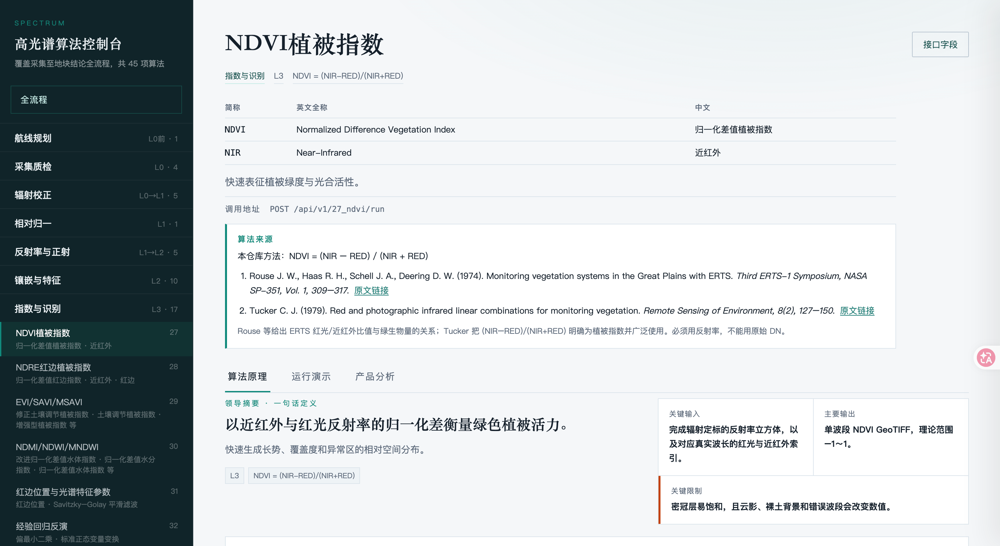 SPECTRUM
高光谱算法控制台
覆盖采集至地块结论全流程，共 45 项算法
全流程
航线规划 L0前 · 1
采集质检 L0 · 4
辐射校正 L0→L1 · 5
相对归一 L1 · 1
反射率与正射 L1→L2 · 5
镶嵌与特征 L2 · 10
指数与识别 L3 · 17
NDVI植被指数 27
归一化差值植被指数 · 近红外
NDRE红边植被指数 28
归一化差值红边指数 · 近红外 · 红边
EVI/SAVI/MSAVI 29
修正土壤调节植被指数 · 土壤调节植被指数 ·
增强型植被指数 等
NDMI/NDWI/MNDWI 30
改进归一化差值水体指数 · 归一化差值水分
指数 · 归一化差值水体指数 等
红边位置与光谱特征参数 31
红边位置 · Savitzky—Golay 平滑滤波
经验回归反演 32
偏最小二乘 · 标准正态变量变换
NDVI植被指数
接口字段
指数与识别 L3 NDVI = (NIR-RED)/(NIR+RED)
简称 英文全称 中文
NDVI Normalized Difference Vegetation Index 归一化差值植被指数
NIR Near-Infrared 近红外
快速表征植被绿度与光合活性。
调用地址 POST /api/v1/27_ndvi/run
算法来源
本仓库方法：NDVI = (NIR − RED) / (NIR + RED)
1. Rouse J. W., Haas R. H., Schell J. A., Deering D. W. (1974). Monitoring vegetation systems in the Great Plains with ERTS. Third ERTS-1 Symposium, NASA
SP-351, Vol. 1, 309—317. 原文链接
2. Tucker C. J. (1979). Red and photographic infrared linear combinations for monitoring vegetation. Remote Sensing of Environment, 8(2), 127—150. 原文链接
Rouse 等给出 ERTS 红光/近红外比值与绿生物量的关系；Tucker 把 (NIR−RED)/(NIR+RED) 明确为植被指数并广泛使用。必须用反射率，不能用原始 DN。
算法原理 运行演示 产品分析
领导摘要 · 一句话定义
以近红外与红光反射率的归一化差衡量绿色植被活力。
快速生成长势、覆盖度和异常区的相对空间分布。
L3 NDVI = (NIR-RED)/(NIR+RED)
关键输入
完成辐射定标的反射率立方体，以
及对应真实波长的红光与近红外索
引。
主要输出
单波段 NDVI GeoTIFF，理论范围
−1～1。
关键限制
密冠层易饱和，且云影、裸土背景和错误波段会改变数值。